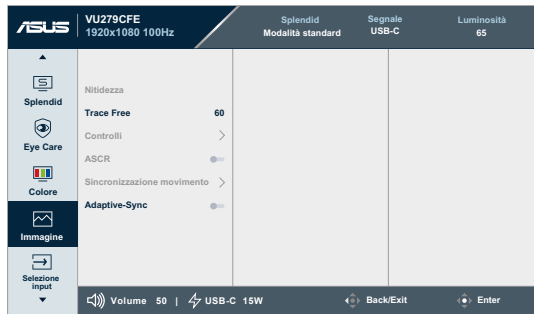 ASUS
VU279CFE
1920x1080 100Hz
Splendid
Modalità standard
Segnale
USB-C
Luminosità
65
Splendid
Eye Care
Colore
Immagine
Selezione
input
Nitidezza
Trace Free 60
Controlli
ASCR
Sincronizzazione movimento
Adaptive-Sync
Volume 50 | USB-C 15W
Back/Exit
Enter